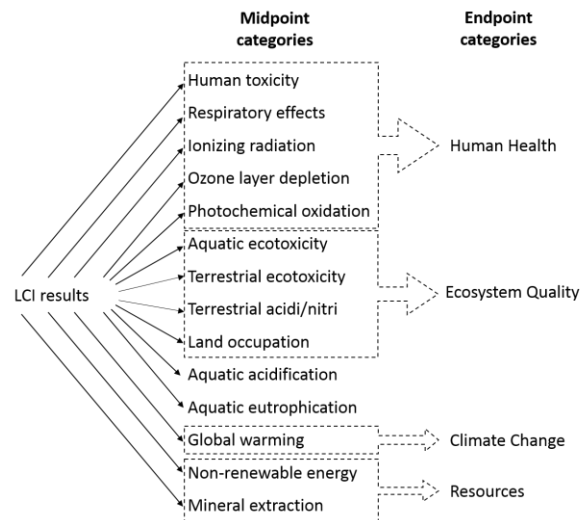 Midpoint
categories
Endpoint
categories
Human toxicity
Respiratory effects
Ionizing radiation
Human Health
Ozone layer depletion
Photochemical oxidation
Aquatic ecotoxicity
Terrestrial ecotoxicity
LCI results
Ecosystem Quality
Terrestrial acidi/nitri
Land occupation
Aquatic acidification
Aquatic eutrophication
Global warming
Climate Change
Non-renewable energy
Resources
Mineral extraction